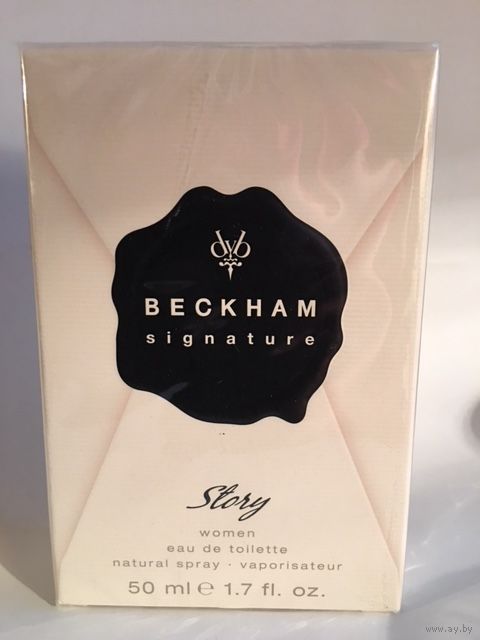 dvb
BECKHAM
signature
Story
women
eau de toilette
natural spray · vaporisateur
50 ml ℮ 1.7 fl. oz.
www.ay.by